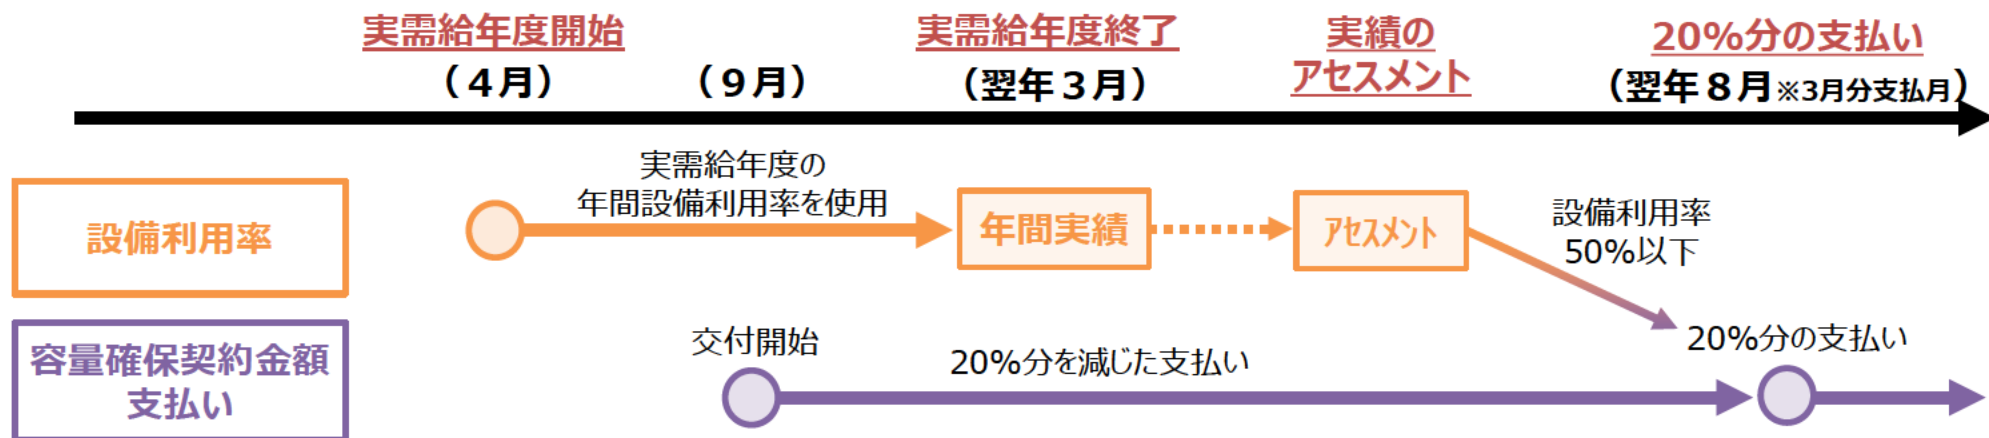 実需給年度開始
(4月)
(9月)
実需給年度終了
(翌年3月)
実績の
アセスメント
20%分の支払い
(翌年8月※3月分支払月)
設備利用率
実需給年度の
年間設備利用率を使用
年間実績
アセスメント
設備利用率
50%以下
容量確保契約金額
支払い
交付開始
20%分を減じた支払い
20%分の支払い